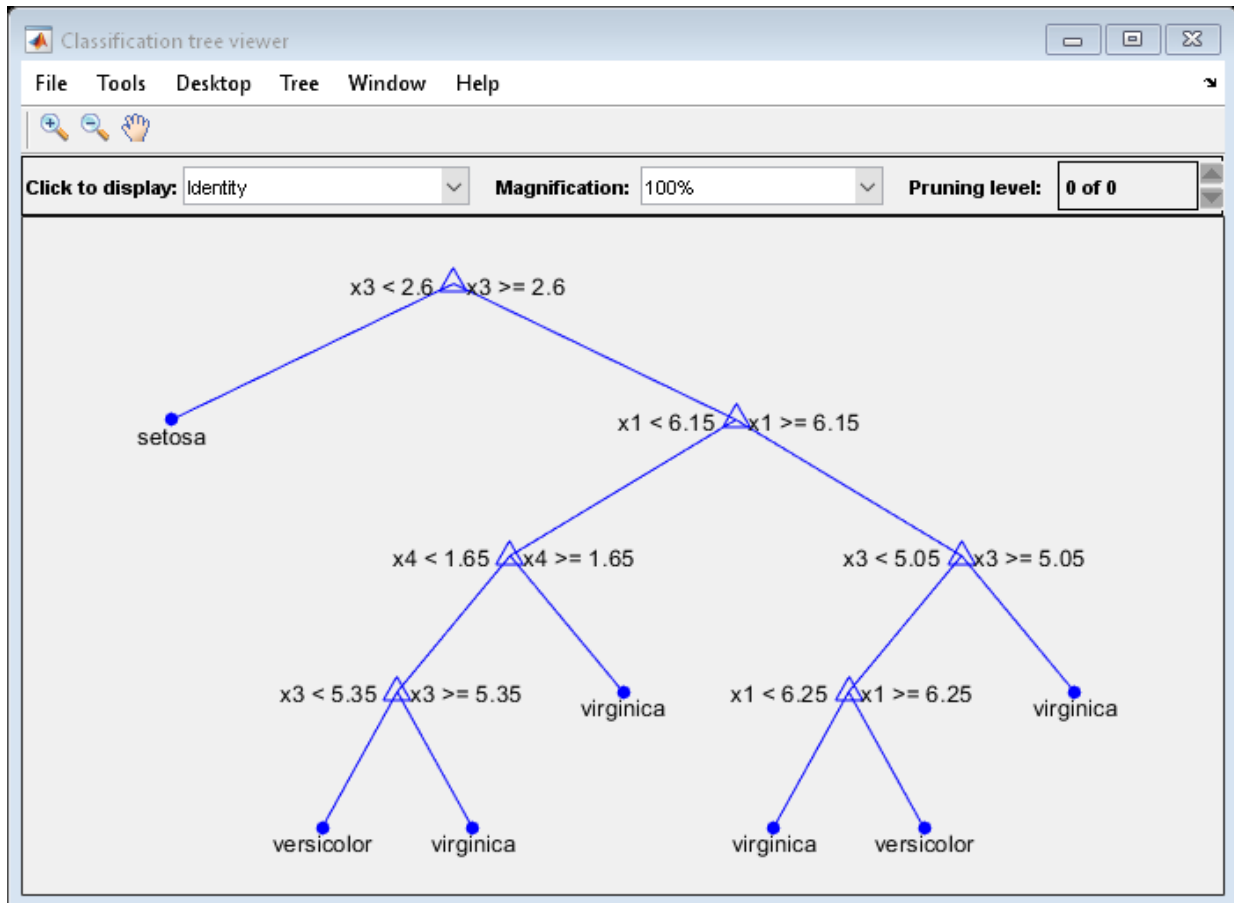 Classification tree viewer
File Tools Desktop Tree Window Help
Click to display: Identity Magnification: 100% Pruning level: 0 of 0
x3 < 2.6 x3 >= 2.6
setosa
x1 < 6.15 x1 >= 6.15
x4 < 1.65 x4 >= 1.65
x3 < 5.05 x3 >= 5.05
x3 < 5.35 x3 >= 5.35
virginica
x1 < 6.25 x1 >= 6.25
virginica
versicolor
virginica
virginica
versicolor